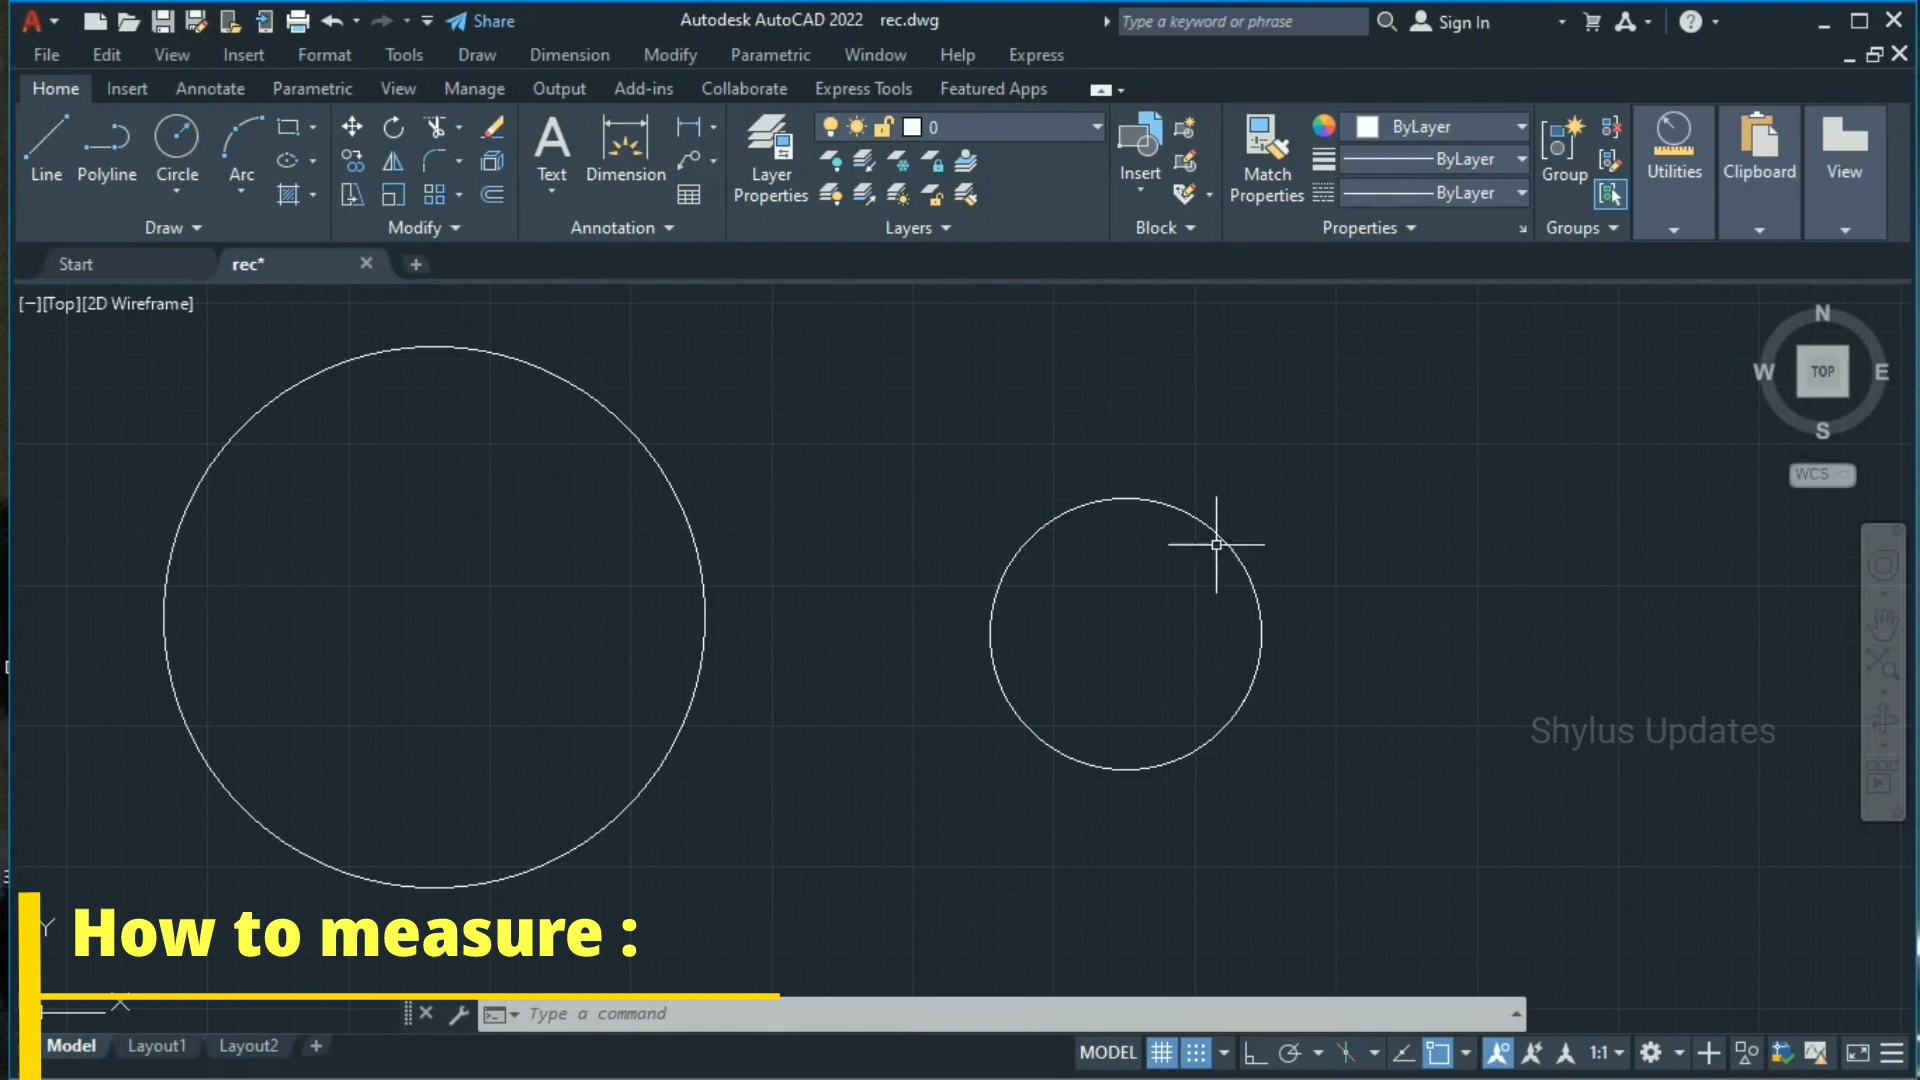 Share
Autodesk AutoCAD 2022 rec.dwg
Type a keyword or phrase
Sign In
File Edit View Insert Format Tools Draw Dimension Modify Parametric Window Help Express
Home Insert Annotate Parametric View Manage Output Add-ins Collaborate Express Tools Featured Apps
0
ByLayer
ByLayer
ByLayer
Line Polyline Circle Arc
Text Dimension
Layer Properties
Insert
Match Properties
Group
Utilities
Clipboard
View
Draw Modify Annotation Layers Block Properties Groups
Start rec*
[−][Top][2D Wireframe]
N
W TOP E
S
WCS
Shylus Updates
Y
How to measure :
X
Type a command
Model Layout1 Layout2
MODEL 1:1